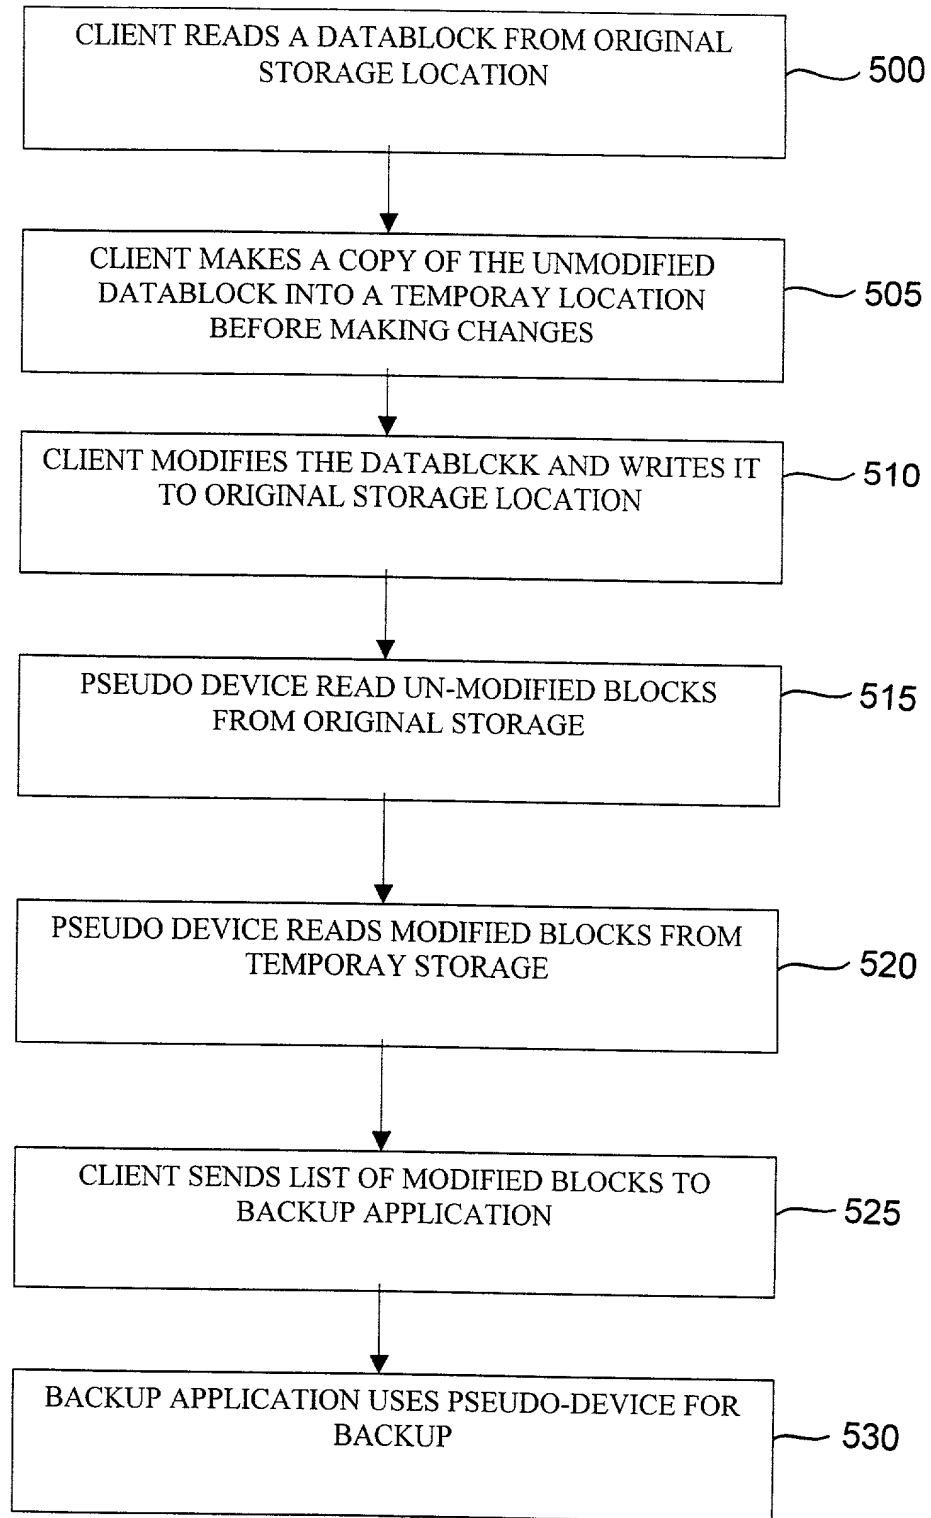 CLIENT READS A DATABLOCK FROM ORIGINAL
STORAGE LOCATION
500
CLIENT MAKES A COPY OF THE UNMODIFIED
DATABLOCK INTO A TEMPORAY LOCATION
BEFORE MAKING CHANGES
505
CLIENT MODIFIES THE DATABLCKK AND WRITES IT
TO ORIGINAL STORAGE LOCATION
510
PSEUDO DEVICE READ UN-MODIFIED BLOCKS
FROM ORIGINAL STORAGE
515
PSEUDO DEVICE READS MODIFIED BLOCKS FROM
TEMPORAY STORAGE
520
CLIENT SENDS LIST OF MODIFIED BLOCKS TO
BACKUP APPLICATION
525
BACKUP APPLICATION USES PSEUDO-DEVICE FOR
BACKUP
530